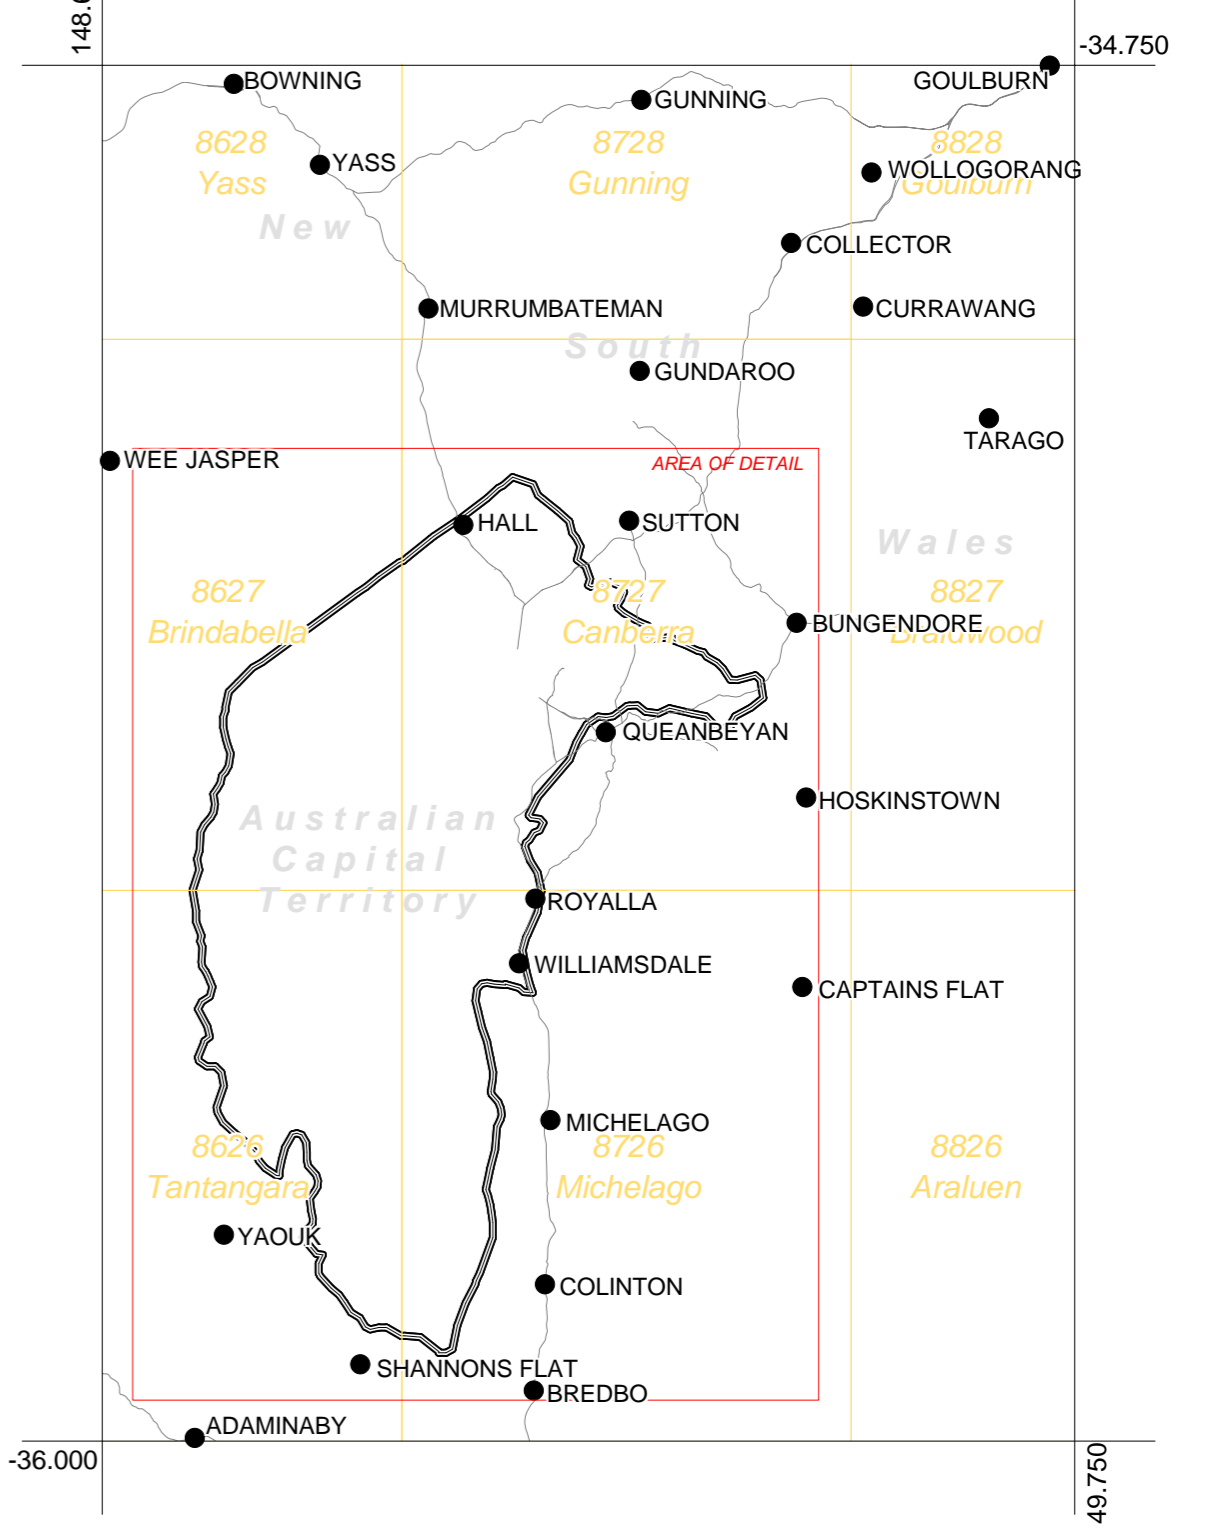 148.6
-34.750
BOWNING
GOULBURN
GUNNING
8628
Yass
YASS
8728
Gunning
8828
Goulburn
WOLLOGORANG
New
COLLECTOR
MURRUMBATEMAN
CURRAWANG
South
GUNDAROO
TARAGO
WEE JASPER
AREA OF DETAIL
HALL
SUTTON
Wales
8627
Brindabella
8727
Canberra
8827
Braidwood
BUNGENDORE
QUEANBEYAN
HOSKINSTOWN
Australian
Capital
Territory
ROYALLA
WILLIAMSDALE
CAPTAINS FLAT
MICHELAGO
8626
Tantangara
8726
Michelago
8826
Araluen
YAOUK
COLINTON
SHANNONS FLAT
BREDBO
ADAMINABY
-36.000
49.750